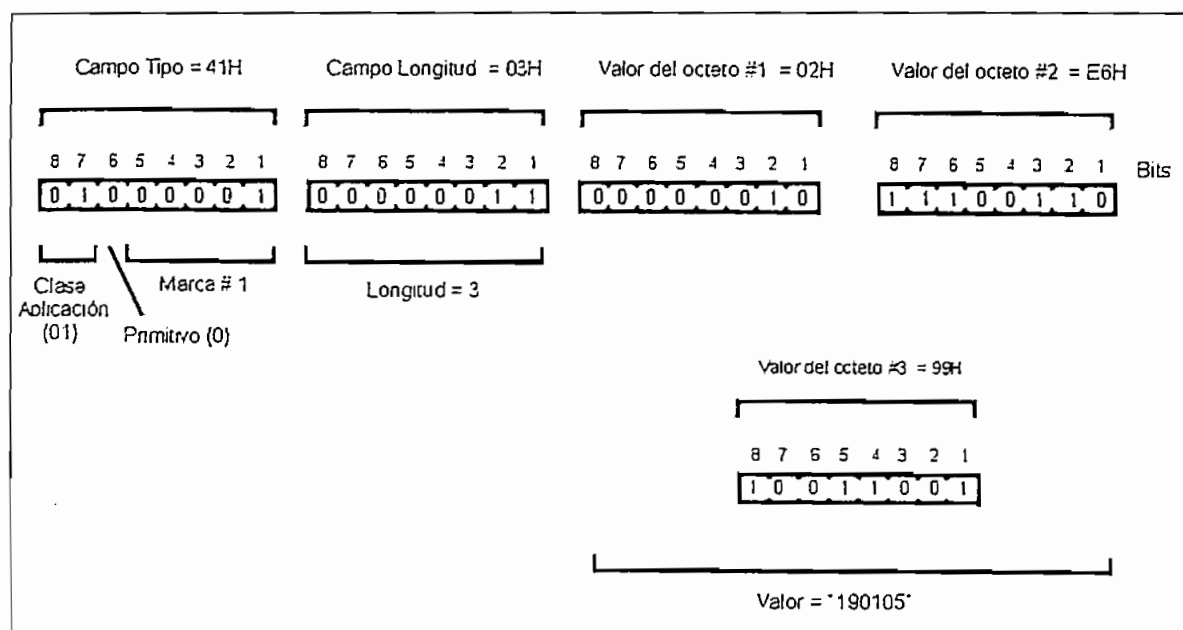 Campo Tipo = 41H Campo Longitud = 03H Valor del octeto #1 = 02H Valor del octeto #2 = E6H
8 7 6 5 4 3 2 1 8 7 6 5 4 3 2 1 8 7 6 5 4 3 2 1 8 7 6 5 4 3 2 1 Bits
0 1 0 0 0 0 0 1 0 0 0 0 0 0 1 1 0 0 0 0 0 0 1 0 1 1 1 0 0 1 1 0
Clase Marca # 1 Longitud = 3
Aplicación
(01) Primitivo (0)
Valor del octeto #3 = 99H
8 7 6 5 4 3 2 1
1 0 0 1 1 0 0 1
Valor = "190105"